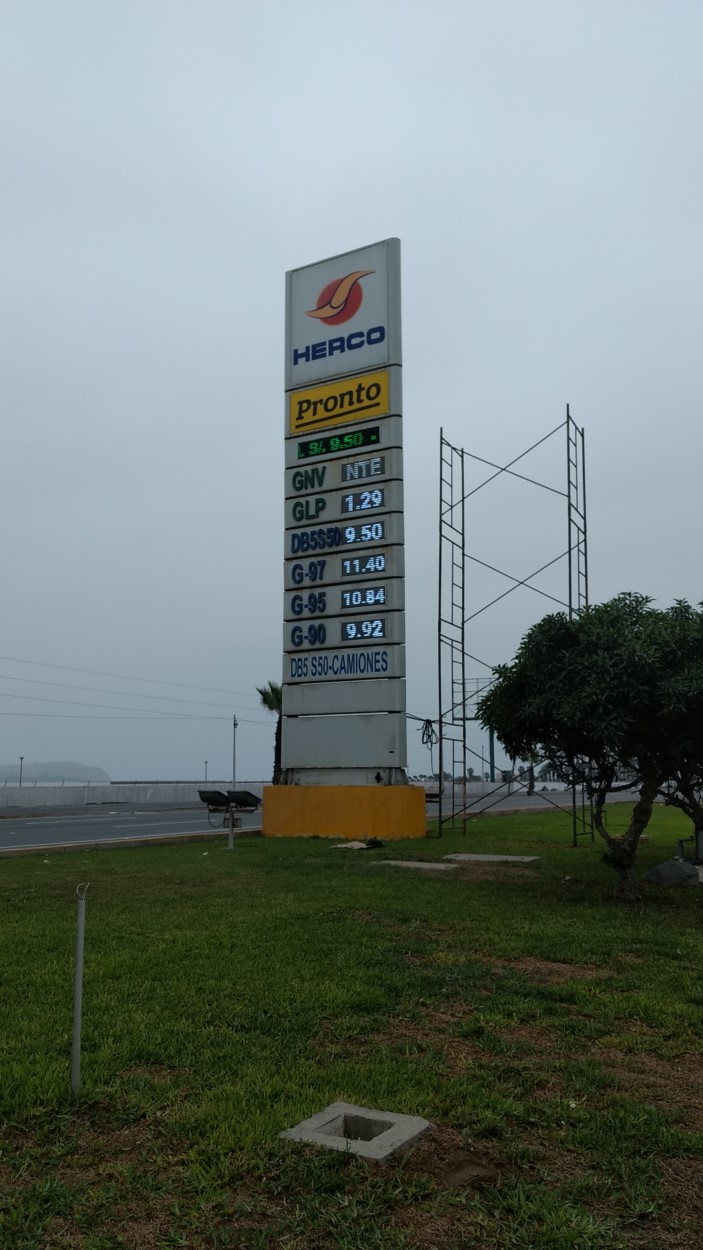 HERCO
Pronto
S/. 9.50
GNV NTE
GLP 1.29
DB5S50 9.50
G-97 11.40
G-95 10.84
G-90 9.92
DB5 S50-CAMIONES